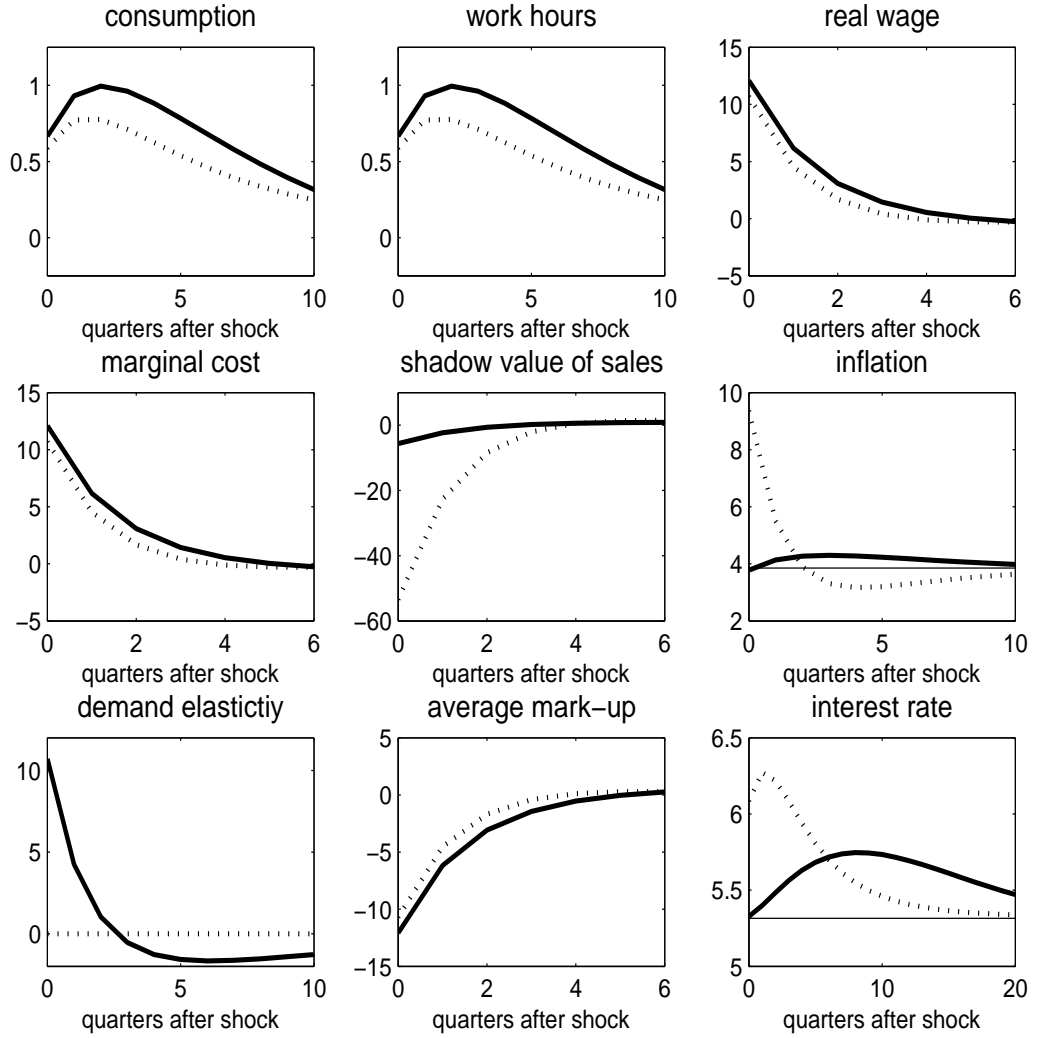 consumption work hours real wage
1 1 15
0.5 0.5 10
0 0 5
0
−5
0 5 10 0 5 10 0 2 4 6
quarters after shock quarters after shock quarters after shock
marginal cost shadow value of sales inflation
15 0 10
10 −20 8
5 −40 6
0 −60 4
−5 2
0 2 4 6 0 2 4 6 0 5 10
quarters after shock quarters after shock quarters after shock
demand elastictiy average mark−up interest rate
10 5 6.5
5 0 6
0 −5 5.5
−10 5
−15
0 5 10 0 2 4 6 0 10 20
quarters after shock quarters after shock quarters after shock